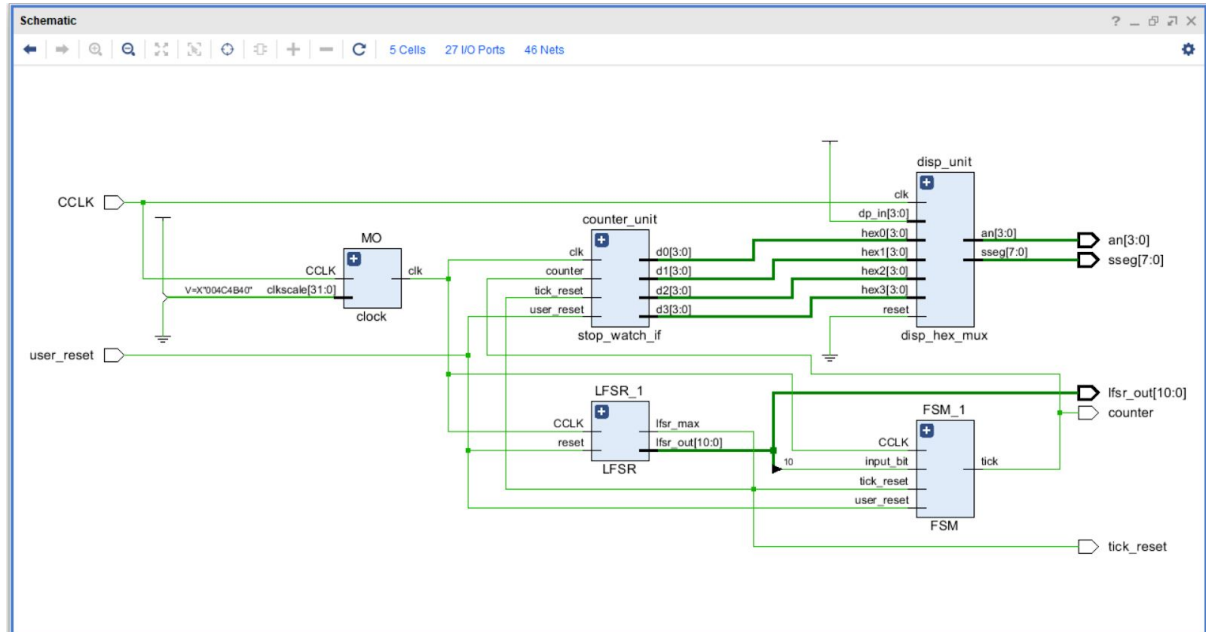 Schematic
5 Cells 27 I/O Ports 46 Nets
CCLK
MO
CCLK
clkscale[31:0]
clk
V=X"004C4B40"
clock
user_reset
counter_unit
clk
counter
tick_reset
user_reset
d0[3:0]
d1[3:0]
d2[3:0]
d3[3:0]
stop_watch_if
disp_unit
clk
dp_in[3:0]
hex0[3:0]
hex1[3:0]
hex2[3:0]
hex3[3:0]
reset
an[3:0]
sseg[7:0]
disp_hex_mux
an[3:0]
sseg[7:0]
LFSR_1
CCLK
reset
lfsr_max
lfsr_out[10:0]
LFSR
10
FSM_1
CCLK
input_bit
tick_reset
user_reset
tick
FSM
lfsr_out[10:0]
counter
tick_reset